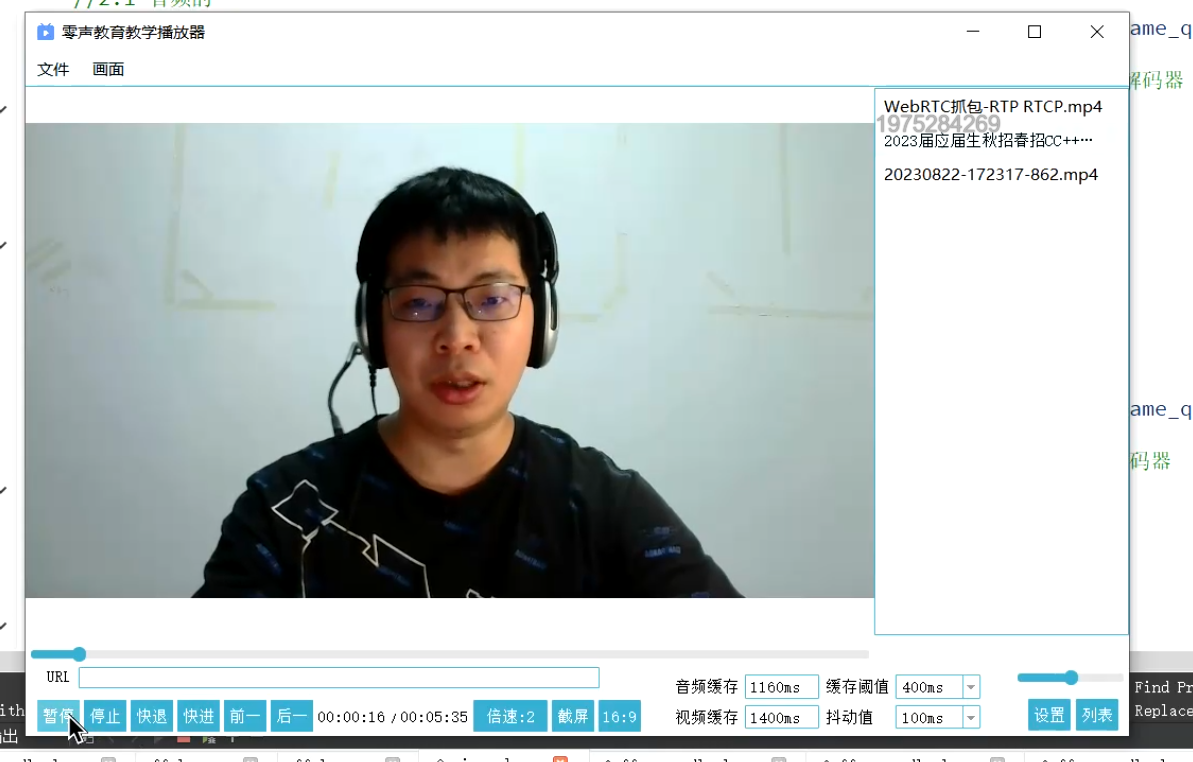 //2.1 音频的
零声教育教学播放器
ame_q
文件 画面
解码器
WebRTC抓包-RTP RTCP.mp4
1975284269
2023届应届生秋招春招CC++…
20230822-172317-862.mp4
ame_q
码器
URL
音频缓存 1160ms 缓存阈值 400ms
Find Pr
ith
暂停 停止 快退 快进 前一 后一 00:00:16 / 00:05:35 倍速:2 截屏 16:9
视频缓存 1400ms 抖动值 100ms
设置 列表
Replace
出